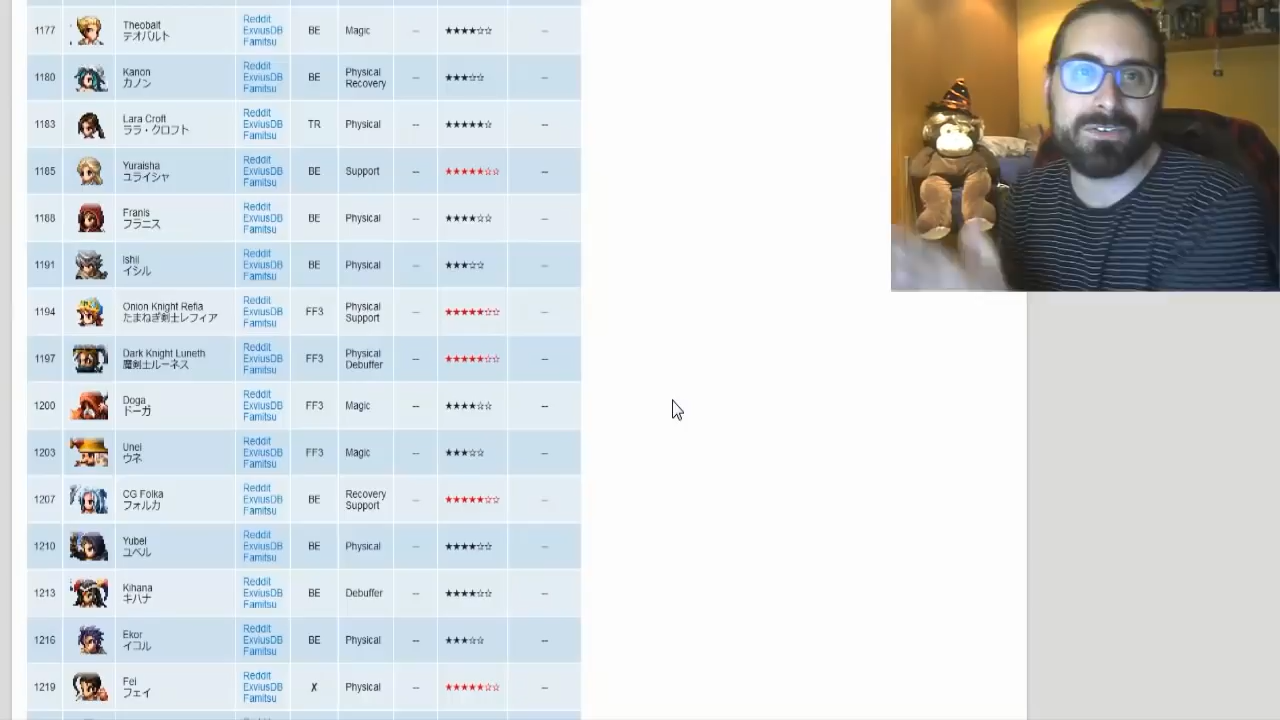 Reddit
1177 Theobalt ExviusDB BE Magic -- ★★★★☆☆ --
テオバルト Famitsu
Reddit
1180 Kanon ExviusDB BE Physical -- ★★★☆☆ --
カノン Famitsu Recovery
Reddit
1183 Lara Croft ExviusDB TR Physical -- ★★★★★☆ --
ララ・クロフト Famitsu
Reddit
1185 Yuraisha ExviusDB BE Support -- ★★★★★☆☆ --
ユライシャ Famitsu
Reddit
1188 Franis ExviusDB BE Physical -- ★★★★☆☆ --
フラニス Famitsu
Reddit
1191 Ishil ExviusDB BE Physical -- ★★★☆☆ --
イシル Famitsu
Reddit
1194 Onion Knight Refia ExviusDB FF3 Physical -- ★★★★★☆☆ --
たまねぎ剣士レフィア Famitsu Support
Reddit
1197 Dark Knight Luneth ExviusDB FF3 Physical -- ★★★★★☆☆ --
魔剣士ルーネス Famitsu Debuffer
Reddit
1200 Doga ExviusDB FF3 Magic -- ★★★★☆☆ --
ドーガ Famitsu
Reddit
1203 Unei ExviusDB FF3 Magic -- ★★★☆☆ --
ウネ Famitsu
Reddit
1207 CG Folka ExviusDB BE Recovery -- ★★★★★☆☆ --
フォルカ Famitsu Support
Reddit
1210 Yubel ExviusDB BE Physical -- ★★★★☆☆ --
ユベル Famitsu
Reddit
1213 Kihana ExviusDB BE Debuffer -- ★★★★☆☆ --
キハナ Famitsu
Reddit
1216 Ekor ExviusDB BE Physical -- ★★★☆☆ --
イコル Famitsu
Reddit
1219 Fei ExviusDB X Physical -- ★★★★★☆☆ --
フェイ Famitsu